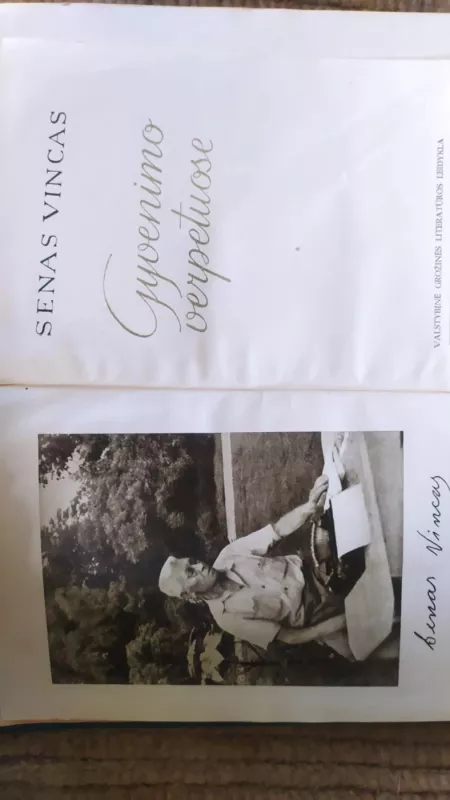 Senas Vincas
SENAS VINCAS
Gyvenimo
verpetuose
VALSTYBINĖ GROŽINĖS LITERATŪROS LEIDYKLA